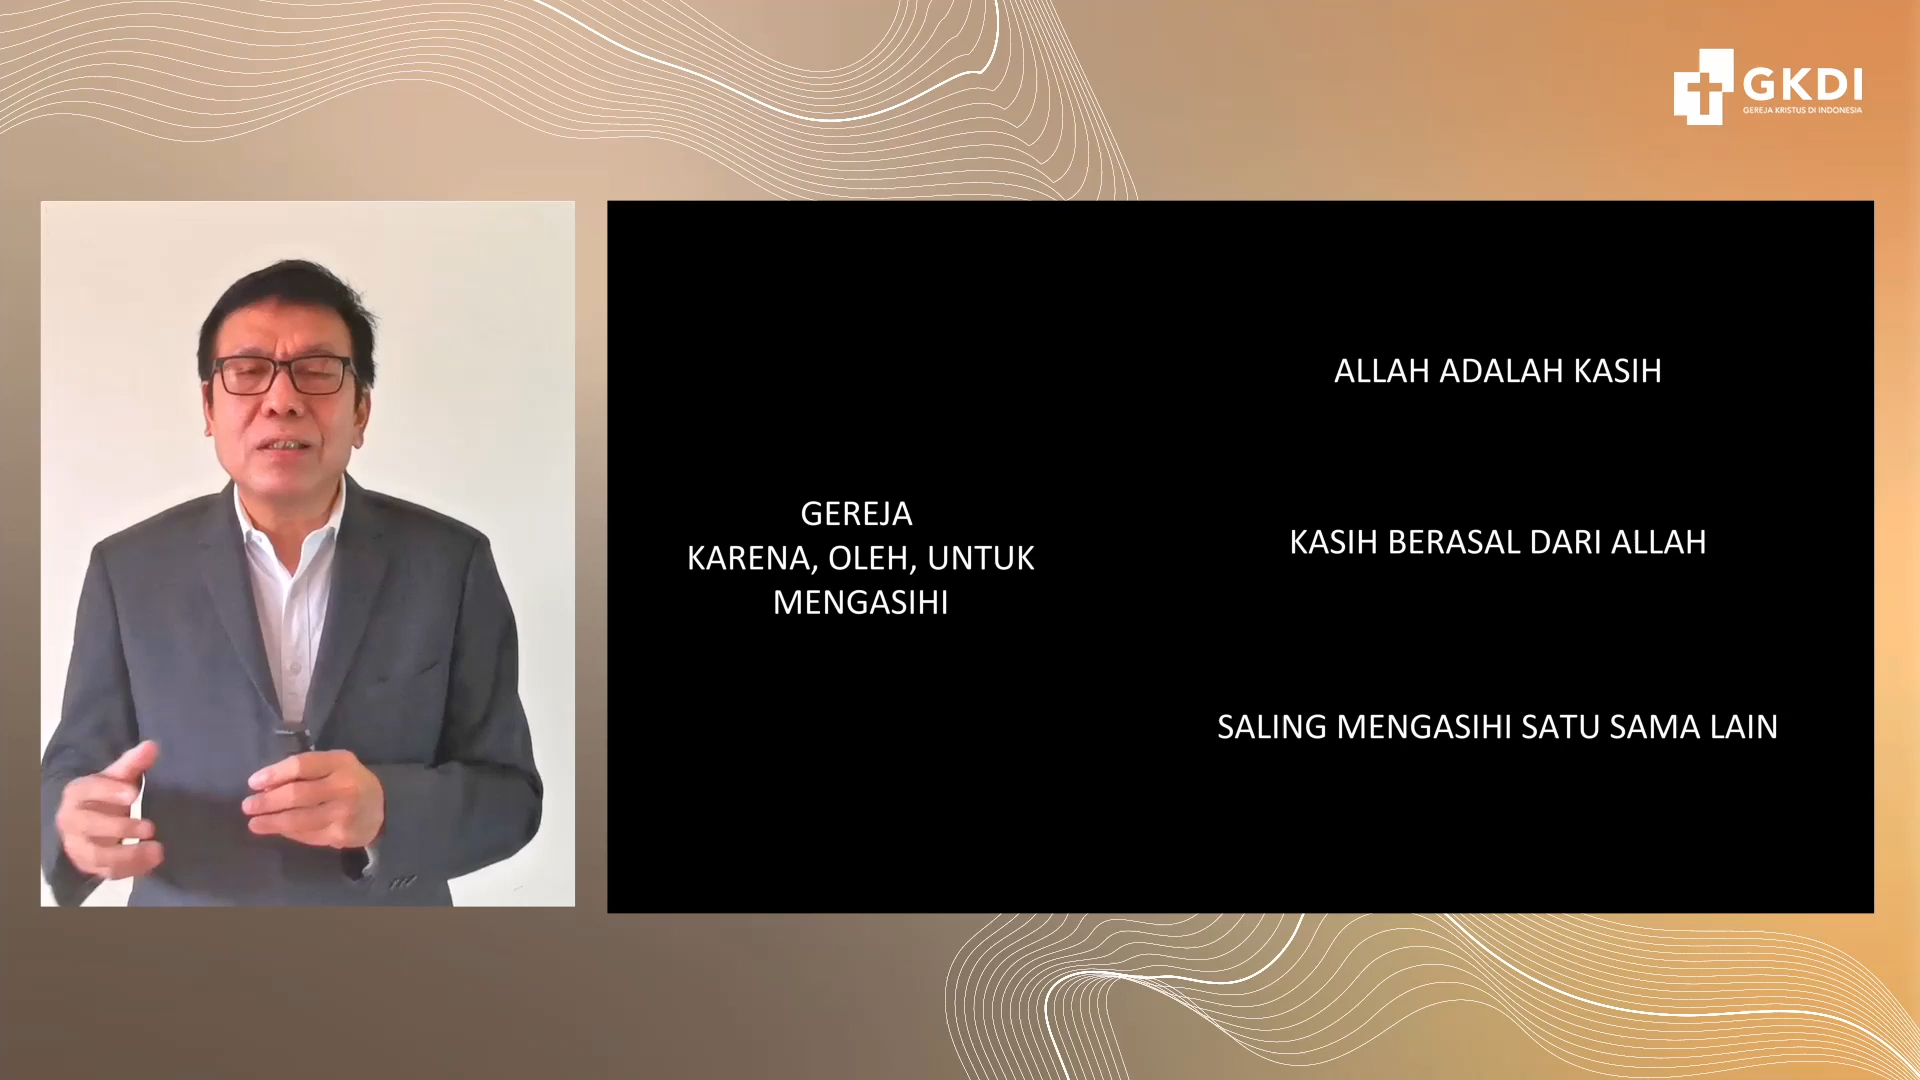 GKDI
GEREJA KRISTUS DI INDONESIA
GEREJA
KARENA, OLEH, UNTUK
MENGASIHI
ALLAH ADALAH KASIH
KASIH BERASAL DARI ALLAH
SALING MENGASIHI SATU SAMA LAIN